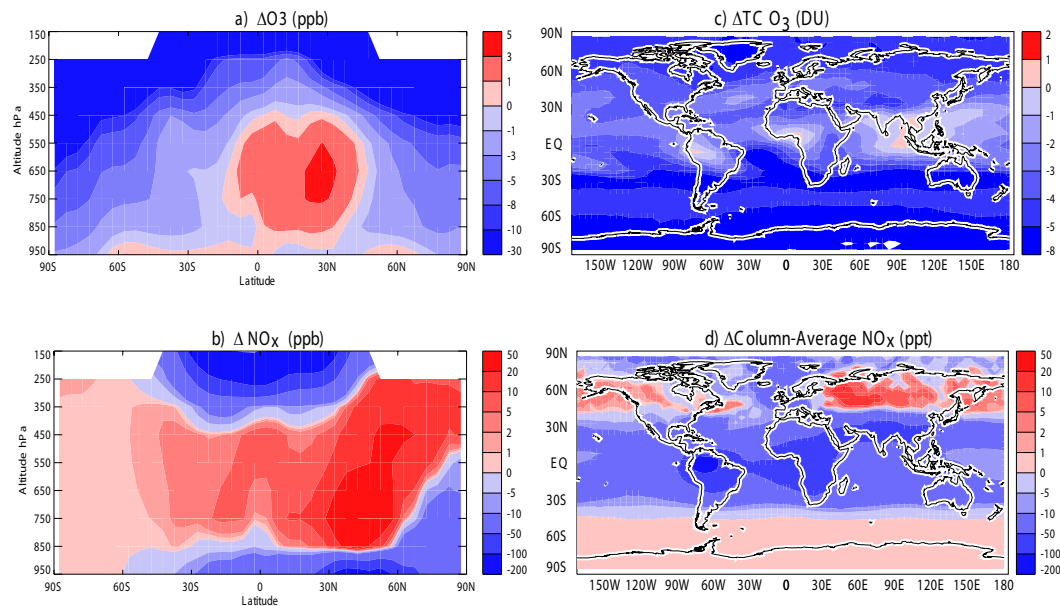 a) ΔO3 (ppb)
150
250
350
450
550
650
750
850
950
Altitude hPa
90S 60S 30S 0 30N 60N 90N
Latitude
5
3
1
0
-1
-3
-5
-8
-10
-30
c) ΔTC O3 (DU)
90N
60N
30N
EQ
30S
60S
90S
150W 120W 90W 60W 30W 0 30E 60E 90E 120E 150E 180
2
1
0
-1
-2
-4
-5
-8
b) Δ NOx (ppb)
150
250
350
450
550
650
750
850
950
Altitude hPa
90S 60S 30S 0 30N 60N 90N
Latitude
50
20
10
5
2
1
0
-5
-10
-50
-100
-200
d) ΔColumn-Average NOx (ppt)
90N
60N
30N
EQ
30S
60S
90S
150W 120W 90W 60W 30W 0 30E 60E 90E 120E 150E 180
50
20
10
5
2
1
0
-5
-10
-50
-100
-200